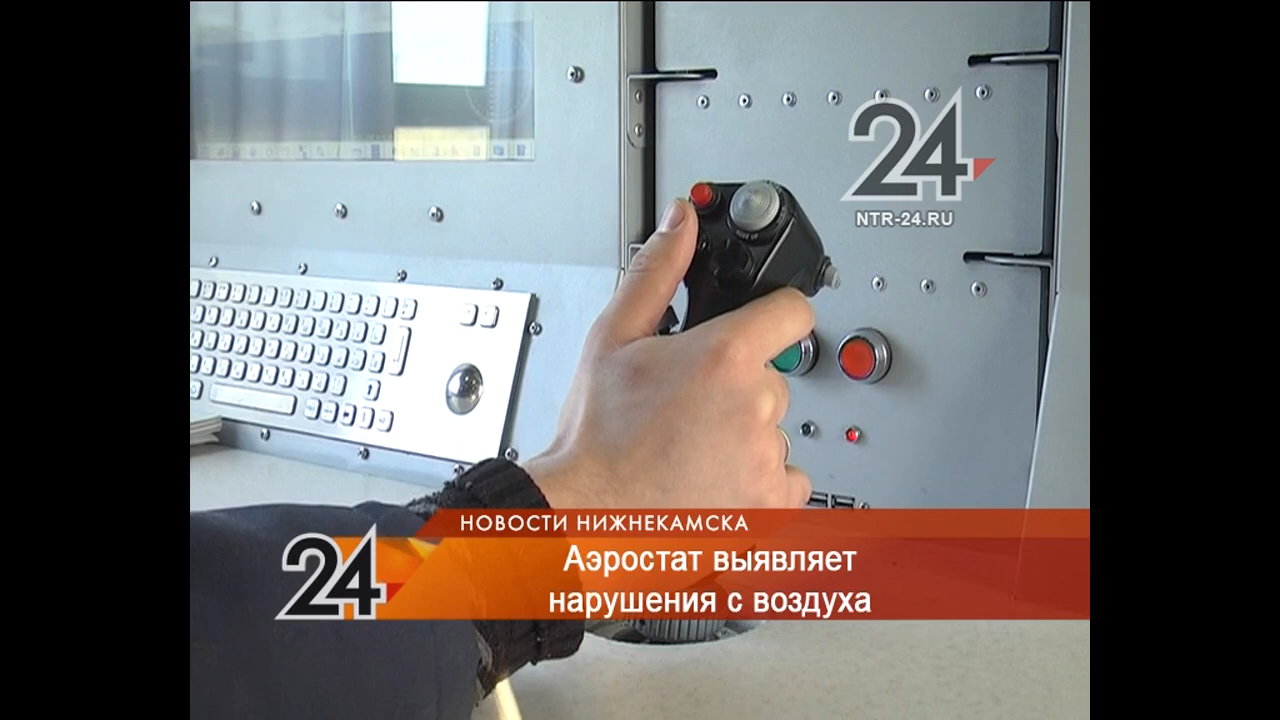 24
NTR-24.RU
НОВОСТИ НИЖНЕКАМСКА
24
Аэростат выявляет
нарушения с воздуха